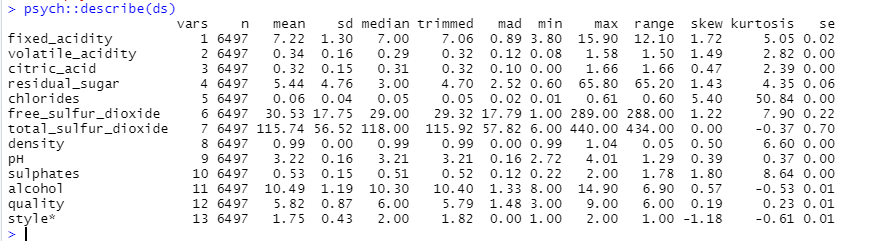 > psych::describe(ds)
vars n mean sd median trimmed mad min max range skew kurtosis se
fixed_acidity 1 6497 7.22 1.30 7.00 7.06 0.89 3.80 15.90 12.10 1.72 5.05 0.02
volatile_acidity 2 6497 0.34 0.16 0.29 0.32 0.12 0.08 1.58 1.50 1.49 2.82 0.00
citric_acid 3 6497 0.32 0.15 0.31 0.32 0.10 0.00 1.66 1.66 0.47 2.39 0.00
residual_sugar 4 6497 5.44 4.76 3.00 4.70 2.52 0.60 65.80 65.20 1.43 4.35 0.06
chlorides 5 6497 0.06 0.04 0.05 0.05 0.02 0.01 0.61 0.60 5.40 50.84 0.00
free_sulfur_dioxide 6 6497 30.53 17.75 29.00 29.32 17.79 1.00 289.00 288.00 1.22 7.90 0.22
total_sulfur_dioxide 7 6497 115.74 56.52 118.00 115.92 57.82 6.00 440.00 434.00 0.00 -0.37 0.70
density 8 6497 0.99 0.00 0.99 0.99 0.00 0.99 1.04 0.05 0.50 6.60 0.00
pH 9 6497 3.22 0.16 3.21 3.21 0.16 2.72 4.01 1.29 0.39 0.37 0.00
sulphates 10 6497 0.53 0.15 0.51 0.52 0.12 0.22 2.00 1.78 1.80 8.64 0.00
alcohol 11 6497 10.49 1.19 10.30 10.40 1.33 8.00 14.90 6.90 0.57 -0.53 0.01
quality 12 6497 5.82 0.87 6.00 5.79 1.48 3.00 9.00 6.00 0.19 0.23 0.01
style* 13 6497 1.75 0.43 2.00 1.82 0.00 1.00 2.00 1.00 -1.18 -0.61 0.01
>